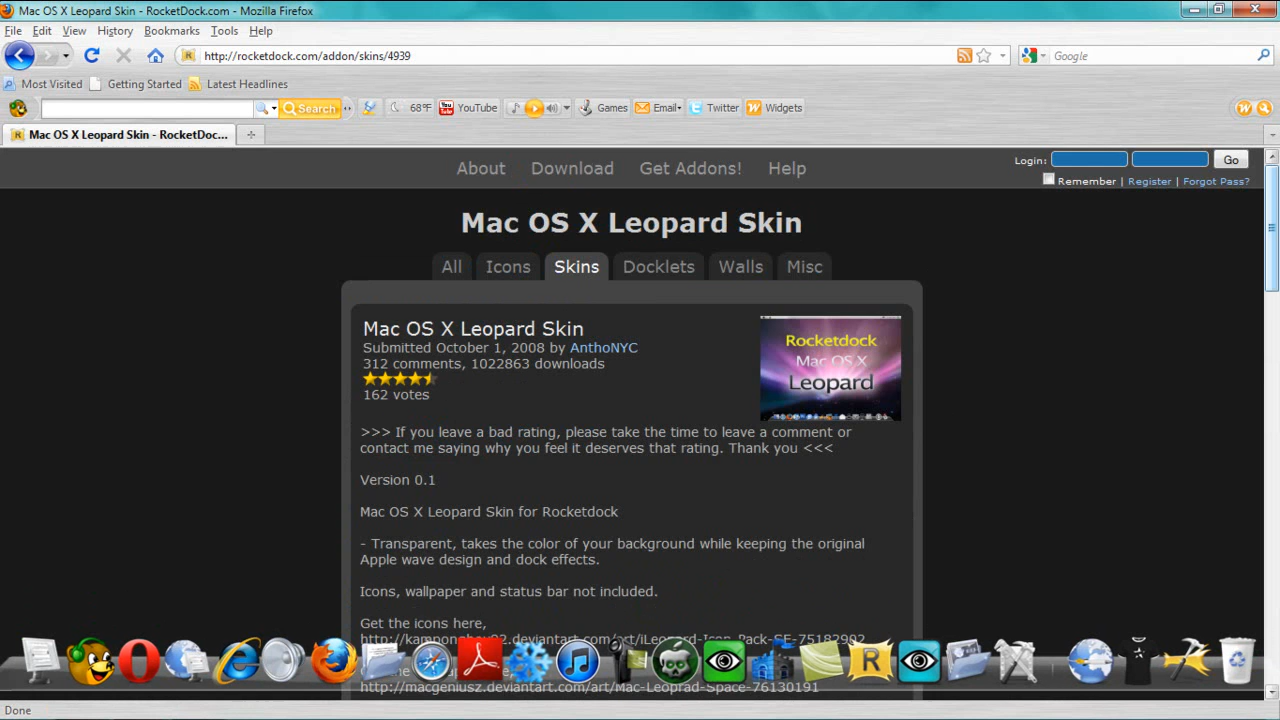 Mac OS X Leopard Skin - RocketDock.com - Mozilla Firefox
File Edit View History Bookmarks Tools Help
http://rocketdock.com/addon/skins/4939
Google
Most Visited Getting Started Latest Headlines
Search 68°F YouTube Games Email Twitter Widgets
Mac OS X Leopard Skin - RocketDoc...
About Download Get Addons! Help
Login: Go
Remember | Register | Forgot Pass?
Mac OS X Leopard Skin
All Icons Skins Docklets Walls Misc
Mac OS X Leopard Skin
Submitted October 1, 2008 by AnthoNYC
312 comments, 1022863 downloads
162 votes
Rocketdock
Mac OS X
Leopard
>>> If you leave a bad rating, please take the time to leave a comment or
contact me saying why you feel it deserves that rating. Thank you <<<
Version 0.1
Mac OS X Leopard Skin for Rocketdock
- Transparent, takes the color of your background while keeping the original
Apple wave design and dock effects.
Icons, wallpaper and status bar not included.
Get the icons here,
http://macgeniusz.deviantart.com/art/Mac-Leoprad-Space-76130191
Done